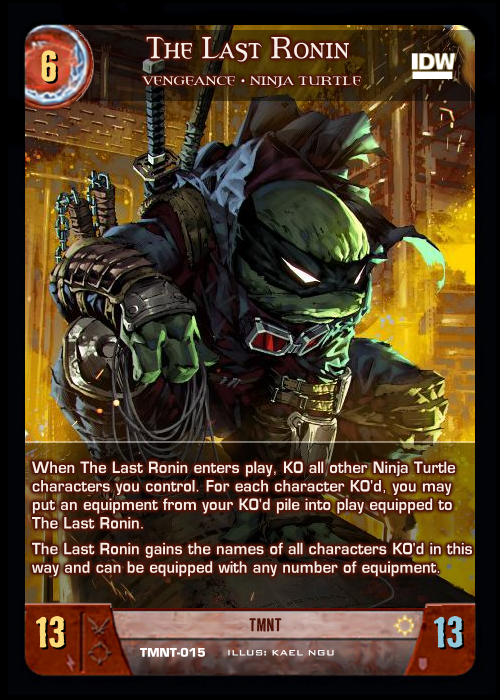 6
The Last Ronin
IDW
Vengeance • Ninja Turtle
When The Last Ronin enters play, KO all other Ninja Turtle
characters you control. For each character KO'd, you may
put an equipment from your KO'd pile into play equipped to
The Last Ronin.
The Last Ronin gains the names of all characters KO'd in this
way and can be equipped with any number of equipment.
13
TMNT
13
TMNT-015 ILLUS: KAEL NGU